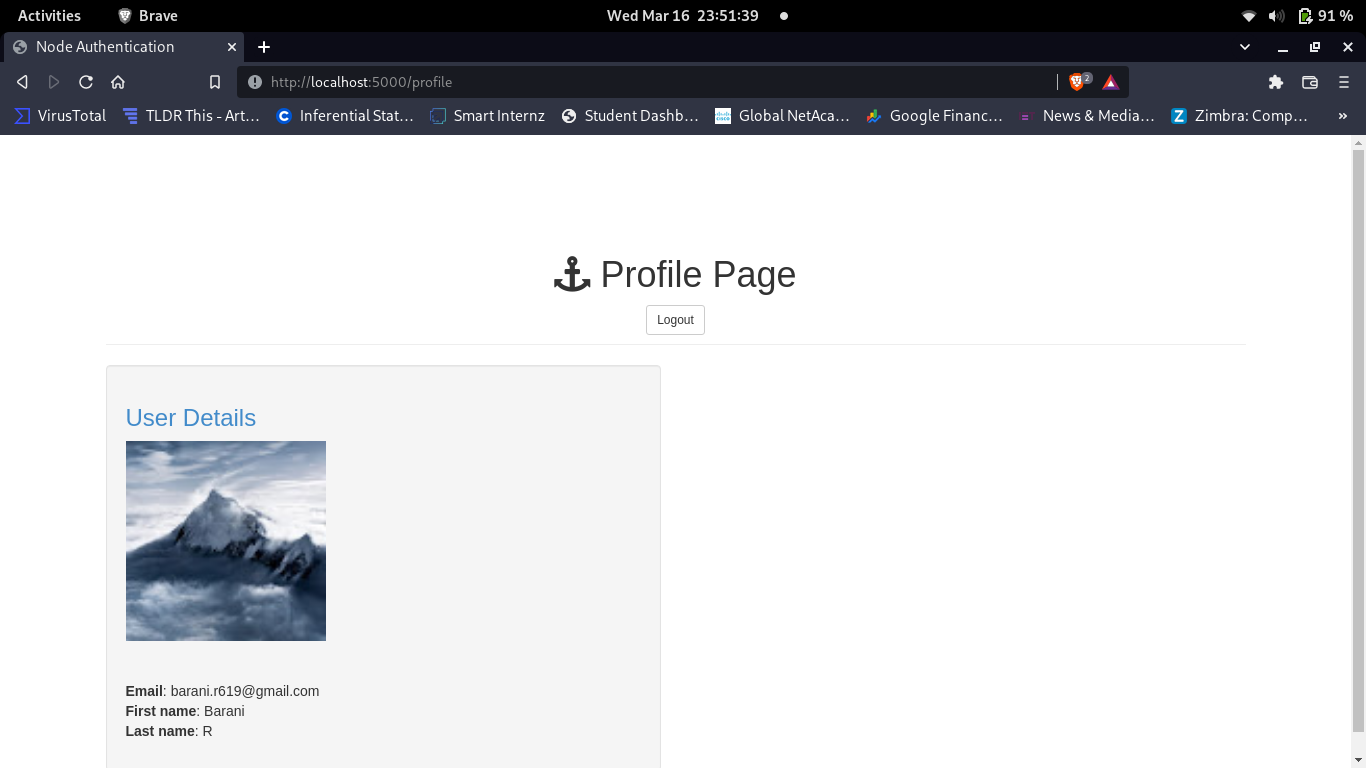 Activities Brave Wed Mar 16 23:51:39 91 %
Node Authentication
http://localhost:5000/profile 2
VirusTotal TLDR This - Art... Inferential Stat... Smart Internz Student Dashb... Global NetAca... Google Financ... News & Media... Zimbra: Comp... »
Profile Page
Logout
User Details
Email: barani.r619@gmail.com
First name: Barani
Last name: R